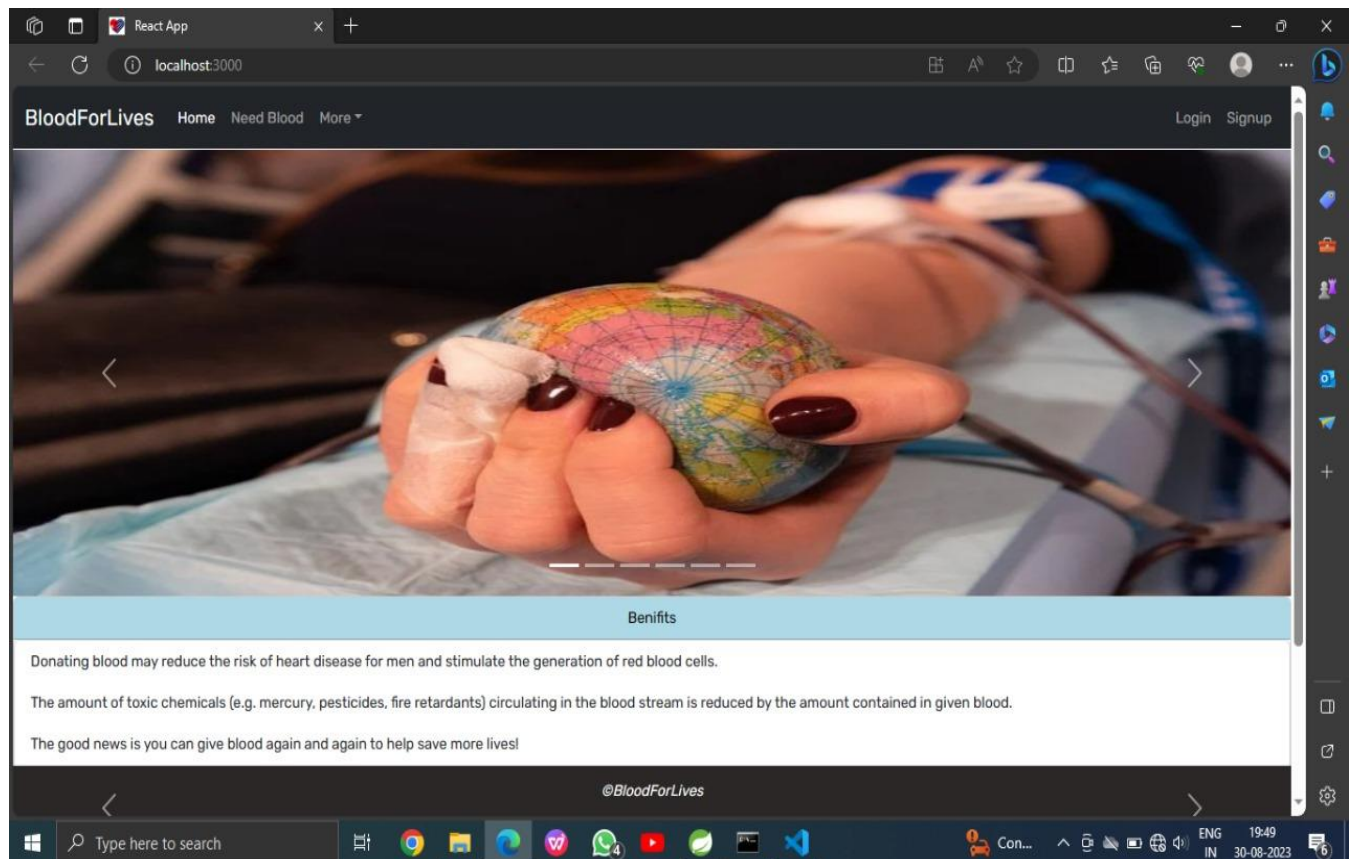 React App
localhost:3000
BloodForLives Home Need Blood More Login Signup
Benifits
Donating blood may reduce the risk of heart disease for men and stimulate the generation of red blood cells.
The amount of toxic chemicals (e.g. mercury, pesticides, fire retardants) circulating in the blood stream is reduced by the amount contained in given blood.
The good news is you can give blood again and again to help save more lives!
©BloodForLives
Type here to search 4 Con... ENG 19:49
IN 30-08-2023 6